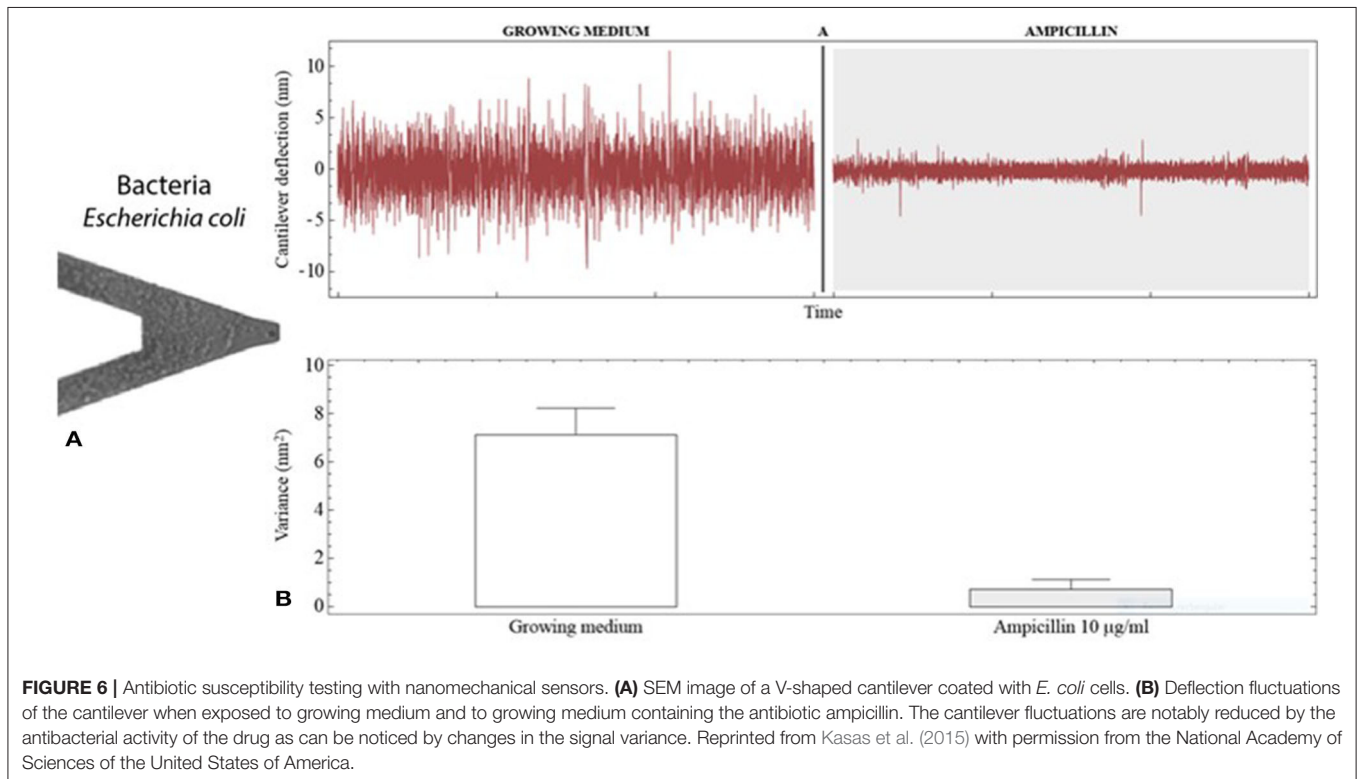 GROWING MEDIUM A AMPICILLIN
Cantilever deflection (nm)
10
5
0
-5
-10
Time
Bacteria
Escherichia coli
A
Variance (nm²)
10
8
6
4
2
0
B
Growing medium Ampicillin 10 µg/ml
FIGURE 6 | Antibiotic susceptibility testing with nanomechanical sensors. (A) SEM image of a V-shaped cantilever coated with E. coli cells. (B) Deflection fluctuations
of the cantilever when exposed to growing medium and to growing medium containing the antibiotic ampicillin. The cantilever fluctuations are notably reduced by the
antibacterial activity of the drug as can be noticed by changes in the signal variance. Reprinted from Kasas et al. (2015) with permission from the National Academy of
Sciences of the United States of America.